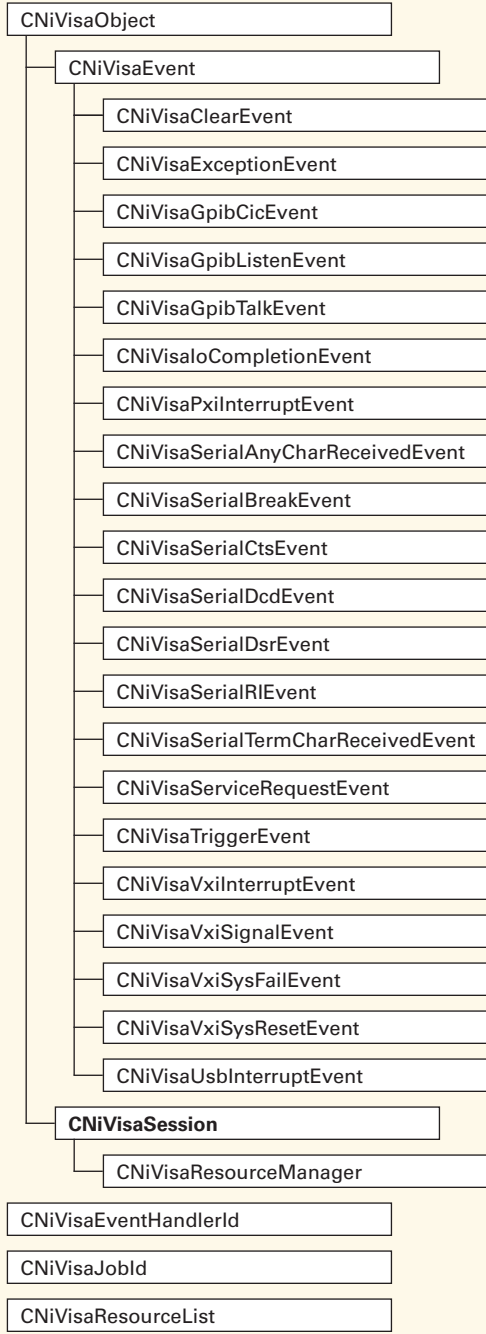 CNiVisaObject
CNiVisaEvent
CNiVisaClearEvent
CNiVisaExceptionEvent
CNiVisaGpibCicEvent
CNiVisaGpibListenEvent
CNiVisaGpibTalkEvent
CNiVisaIoCompletionEvent
CNiVisaPxiInterruptEvent
CNiVisaSerialAnyCharReceivedEvent
CNiVisaSerialBreakEvent
CNiVisaSerialCtsEvent
CNiVisaSerialDcdEvent
CNiVisaSerialDsrEvent
CNiVisaSerialRIEvent
CNiVisaSerialTermCharReceivedEvent
CNiVisaServiceRequestEvent
CNiVisaTriggerEvent
CNiVisaVxiInterruptEvent
CNiVisaVxiSignalEvent
CNiVisaVxiSysFailEvent
CNiVisaVxiSysResetEvent
CNiVisaUsbInterruptEvent
CNiVisaSession
CNiVisaResourceManager
CNiVisaEventHandlerId
CNiVisaJobId
CNiVisaResourceList